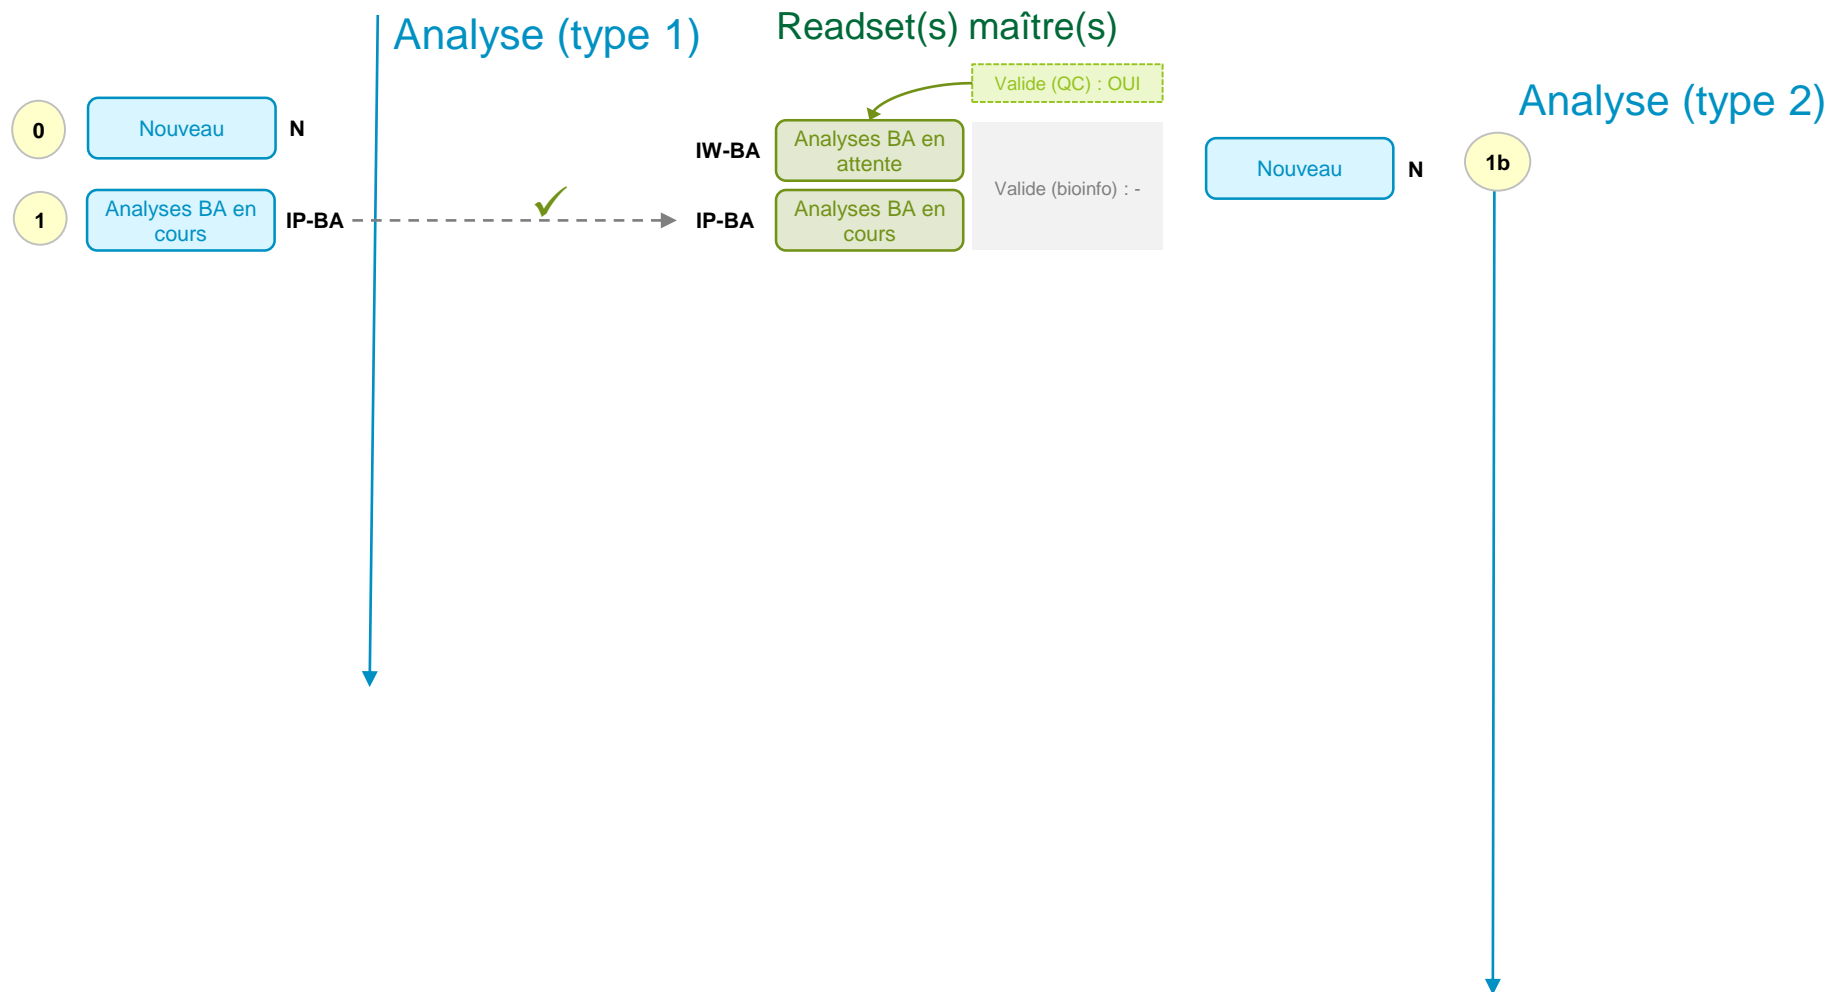 Analyse (type 1)
Readset(s) maître(s)
Analyse (type 2)
Valide (QC) : OUI
0
Nouveau
N
IW-BA
Analyses BA en
attente
Valide (bioinfo) : -
Nouveau
N
1b
1
Analyses BA en
cours
IP-BA
IP-BA
Analyses BA en
cours